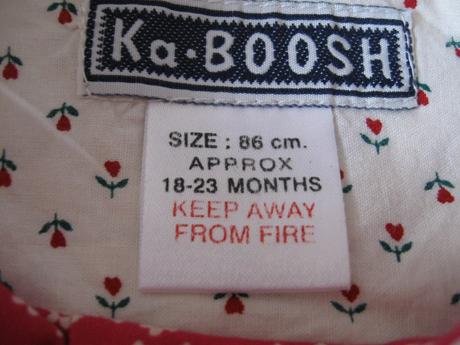 Ka·BOOSH
SIZE : 86 cm.
APPROX
18-23 MONTHS
KEEP AWAY
FROM FIRE